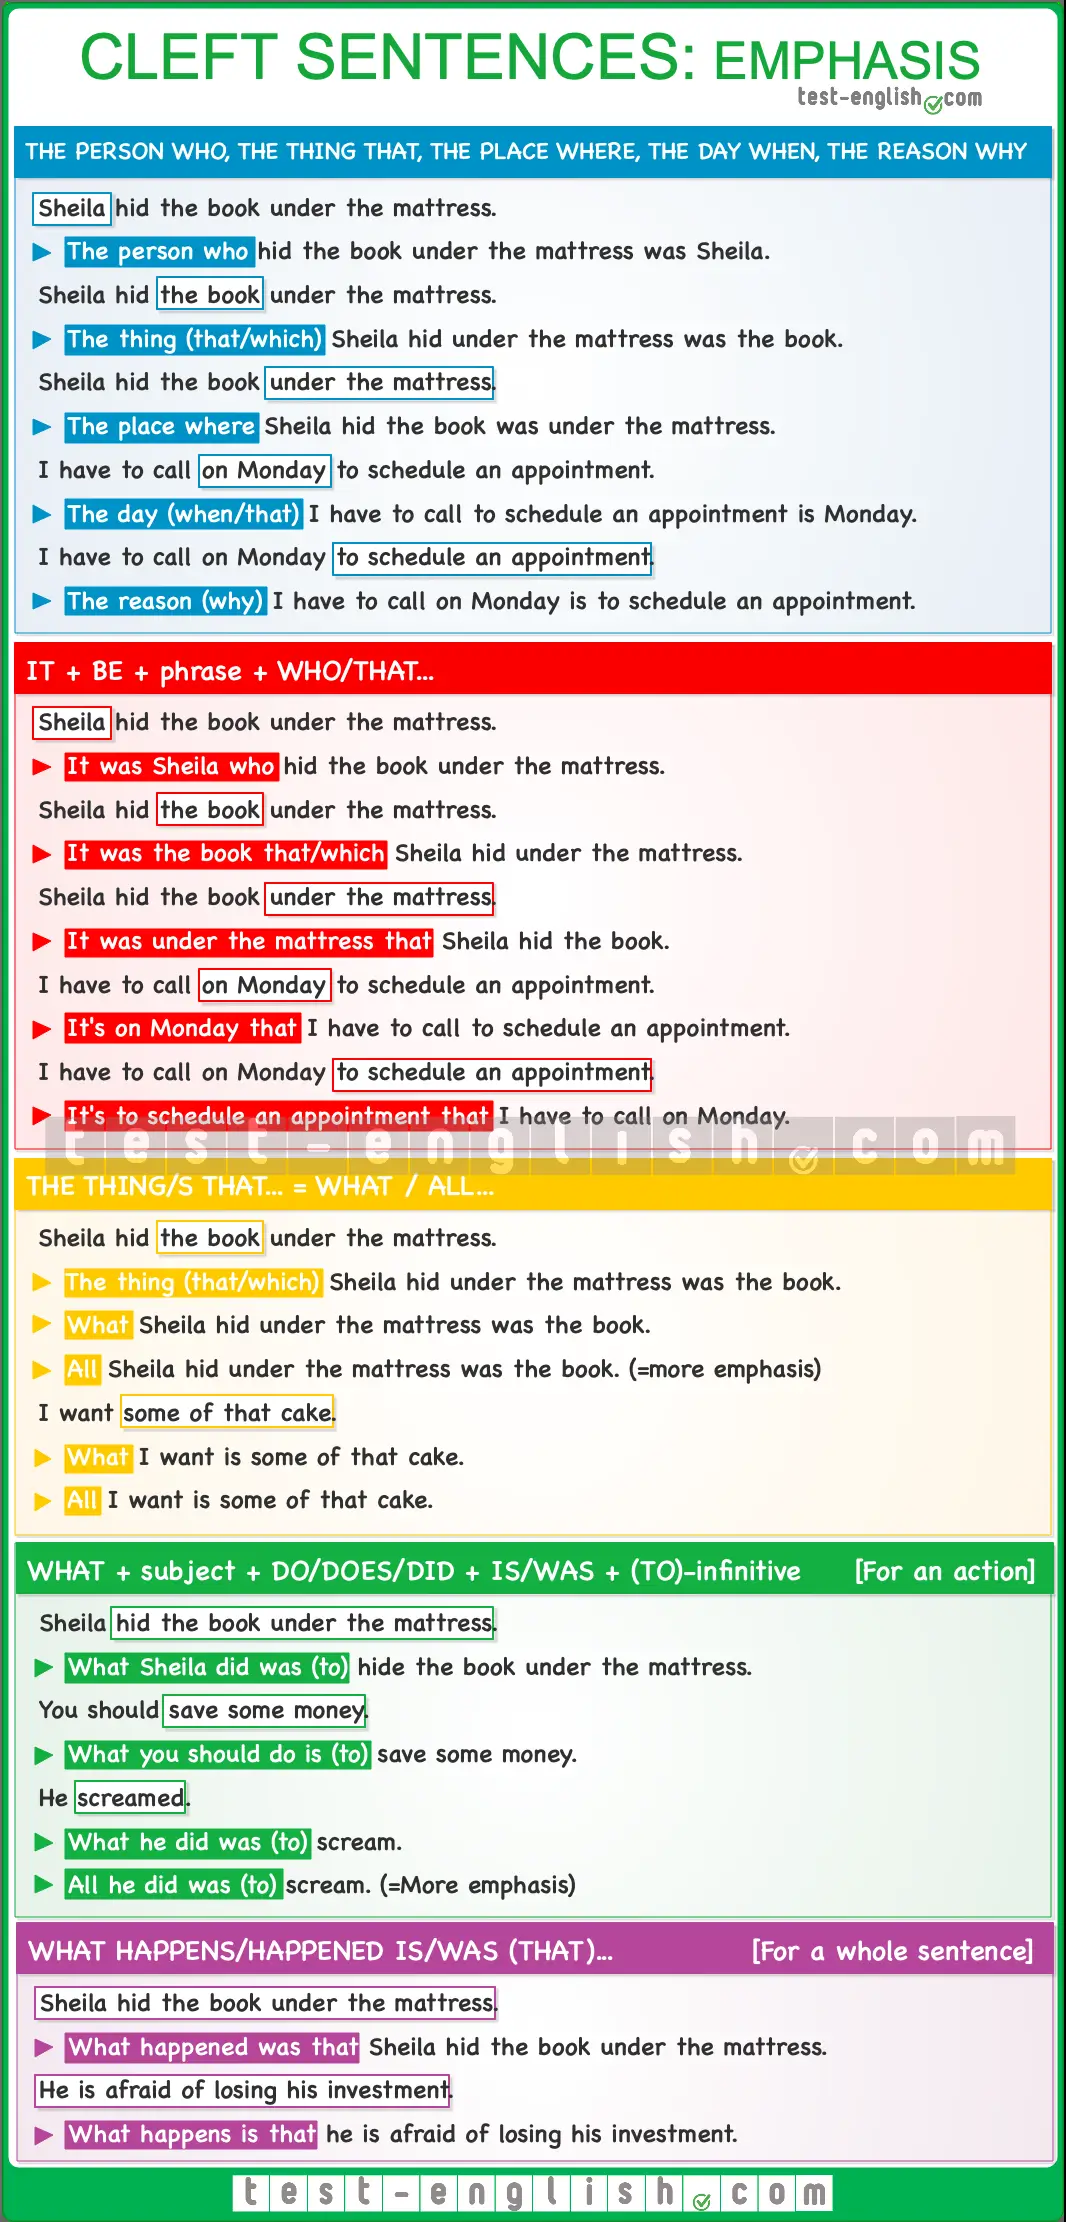 CLEFT SENTENCES: EMPHASIS
test-english.com
THE PERSON WHO, THE THING THAT, THE PLACE WHERE, THE DAY WHEN, THE REASON WHY
Sheila hid the book under the mattress.
The person who hid the book under the mattress was Sheila.
Sheila hid the book under the mattress.
The thing (that/which) Sheila hid under the mattress was the book.
Sheila hid the book under the mattress.
The place where Sheila hid the book was under the mattress.
I have to call on Monday to schedule an appointment.
The day (when/that) I have to call to schedule an appointment is Monday.
I have to call on Monday to schedule an appointment.
The reason (why) I have to call on Monday is to schedule an appointment.
IT + BE + phrase + WHO/THAT...
Sheila hid the book under the mattress.
It was Sheila who hid the book under the mattress.
Sheila hid the book under the mattress.
It was the book that/which Sheila hid under the mattress.
Sheila hid the book under the mattress.
It was under the mattress that Sheila hid the book.
I have to call on Monday to schedule an appointment.
It's on Monday that I have to call to schedule an appointment.
I have to call on Monday to schedule an appointment.
It's to schedule an appointment that I have to call on Monday.
test-english.com
THE THING/S THAT... = WHAT / ALL...
Sheila hid the book under the mattress.
The thing (that/which) Sheila hid under the mattress was the book.
What Sheila hid under the mattress was the book.
All Sheila hid under the mattress was the book. (=more emphasis)
I want some of that cake.
What I want is some of that cake.
All I want is some of that cake.
WHAT + subject + DO/DOES/DID + IS/WAS + (TO)-infinitive [For an action]
Sheila hid the book under the mattress.
What Sheila did was (to) hide the book under the mattress.
You should save some money.
What you should do is (to) save some money.
He screamed.
What he did was (to) scream.
All he did was (to) scream. (=More emphasis)
WHAT HAPPENS/HAPPENED IS/WAS (THAT)... [For a whole sentence]
Sheila hid the book under the mattress.
What happened was that Sheila hid the book under the mattress.
He is afraid of losing his investment.
What happens is that he is afraid of losing his investment.
test-english.com